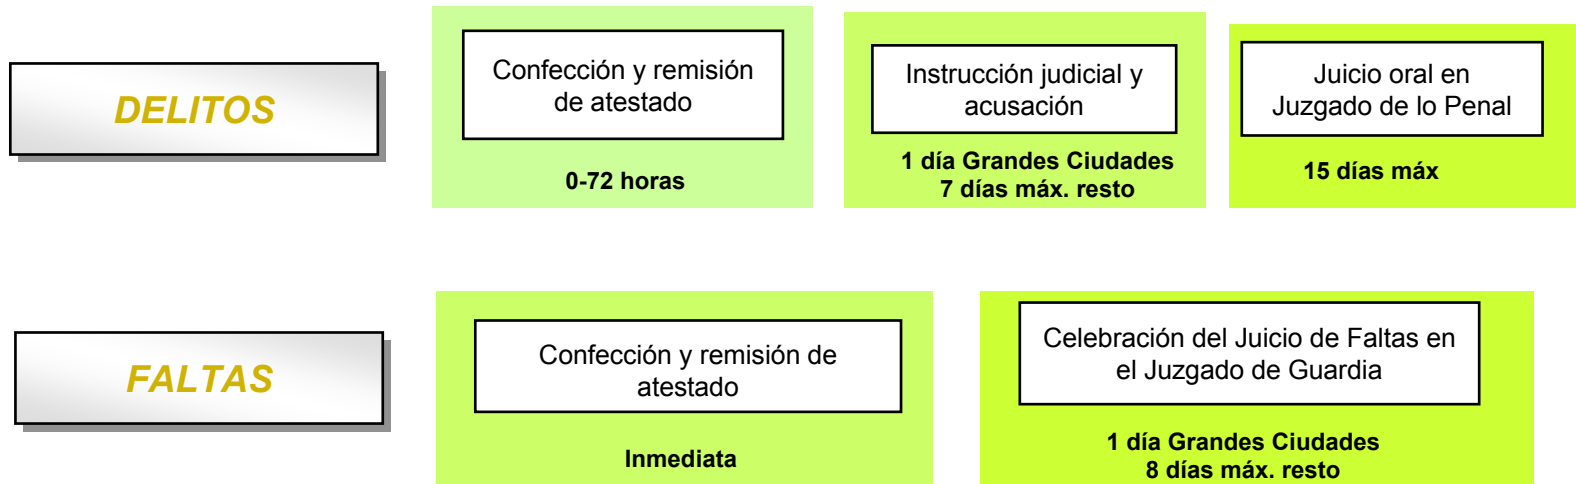 DELITOS
Confección y remisión
de atestado
0-72 horas
Instrucción judicial y
acusación
1 día Grandes Ciudades
7 días máx. resto
Juicio oral en
Juzgado de lo Penal
15 días máx
FALTAS
Confección y remisión de
atestado
Inmediata
Celebración del Juicio de Faltas en
el Juzgado de Guardia
1 día Grandes Ciudades
8 días máx. resto